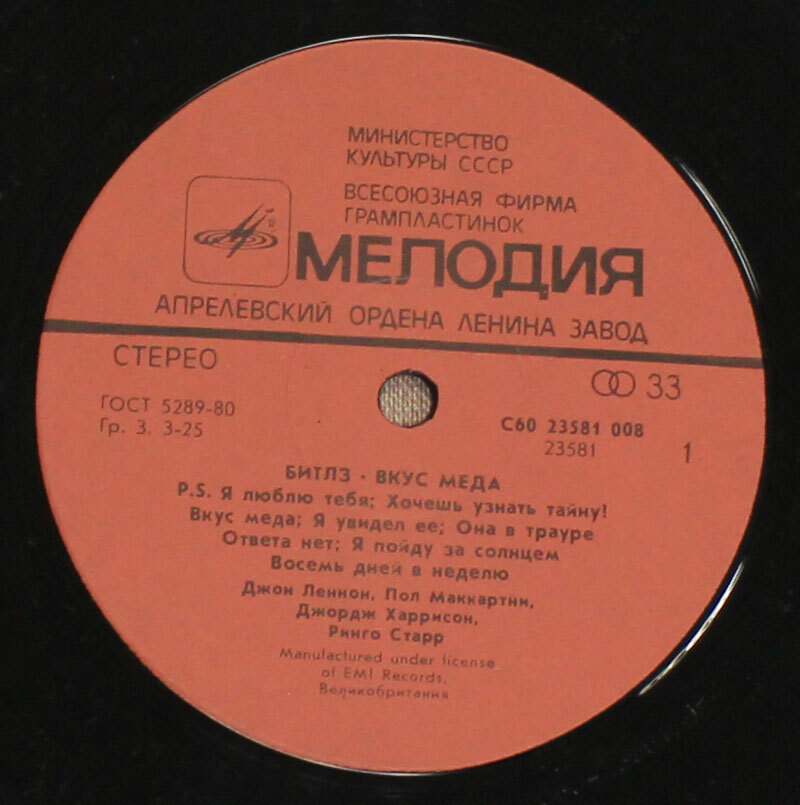 МИНИСТЕРСТВО
КУЛЬТУРЫ СССР
ВСЕСОЮЗНАЯ ФИРМА
ГРАМПЛАСТИНОК
МЕЛОДИЯ
АПРЕЛЕВСКИЙ ОРДЕНА ЛЕНИНА ЗАВОД
СТЕРЕО
33
ГОСТ 5289-80
Гр. 3. 3-25
С60 23581 008
23581
1
БИТЛЗ - ВКУС МЕДА
P.S. Я люблю тебя; Хочешь узнать тайну!
Вкус меда; Я увидел ее; Она в трауре
Ответа нет; Я пойду за солнцем
Восемь дней в неделю
Джон Леннон, Пол Маккартни,
Джордж Харрисон,
Ринго Старр
Manufactured under license
of EMI Records,
Великобритания